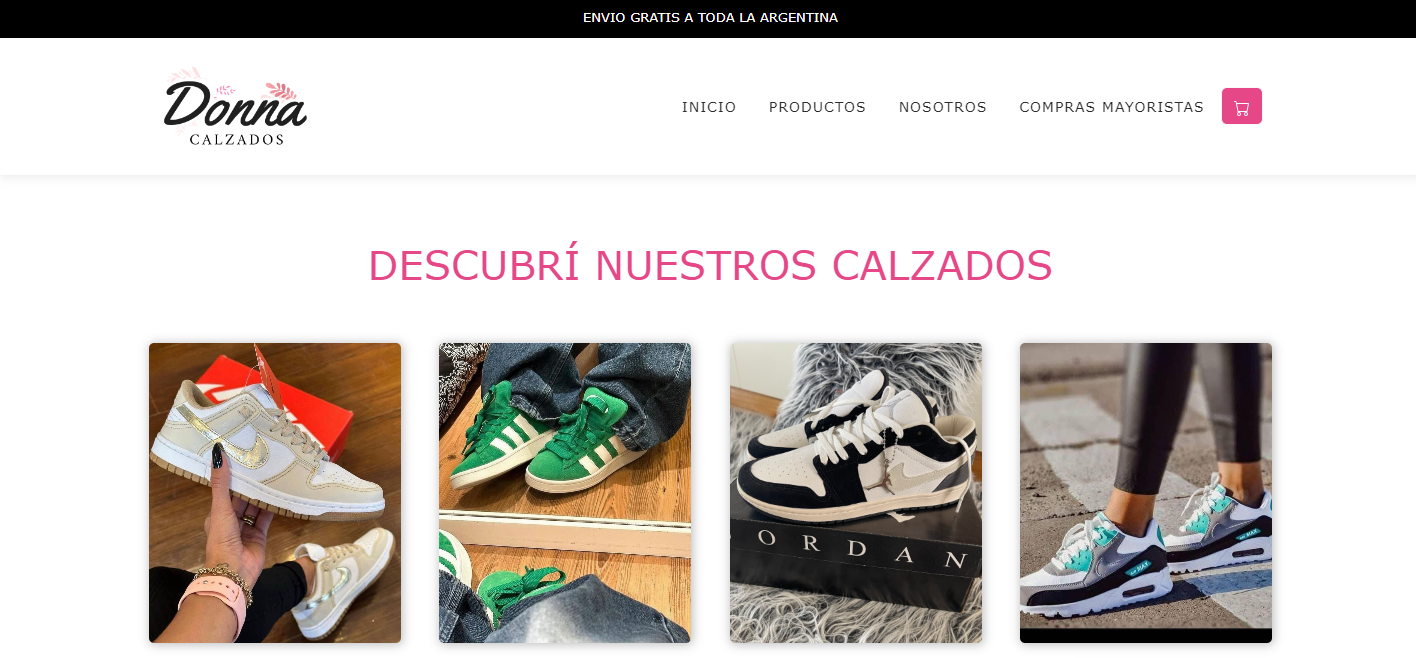 ENVIO GRATIS A TODA LA ARGENTINA
Donna
CALZADOS
INICIO PRODUCTOS NOSOTROS COMPRAS MAYORISTAS
DESCUBRÍ NUESTROS CALZADOS
ORDAN